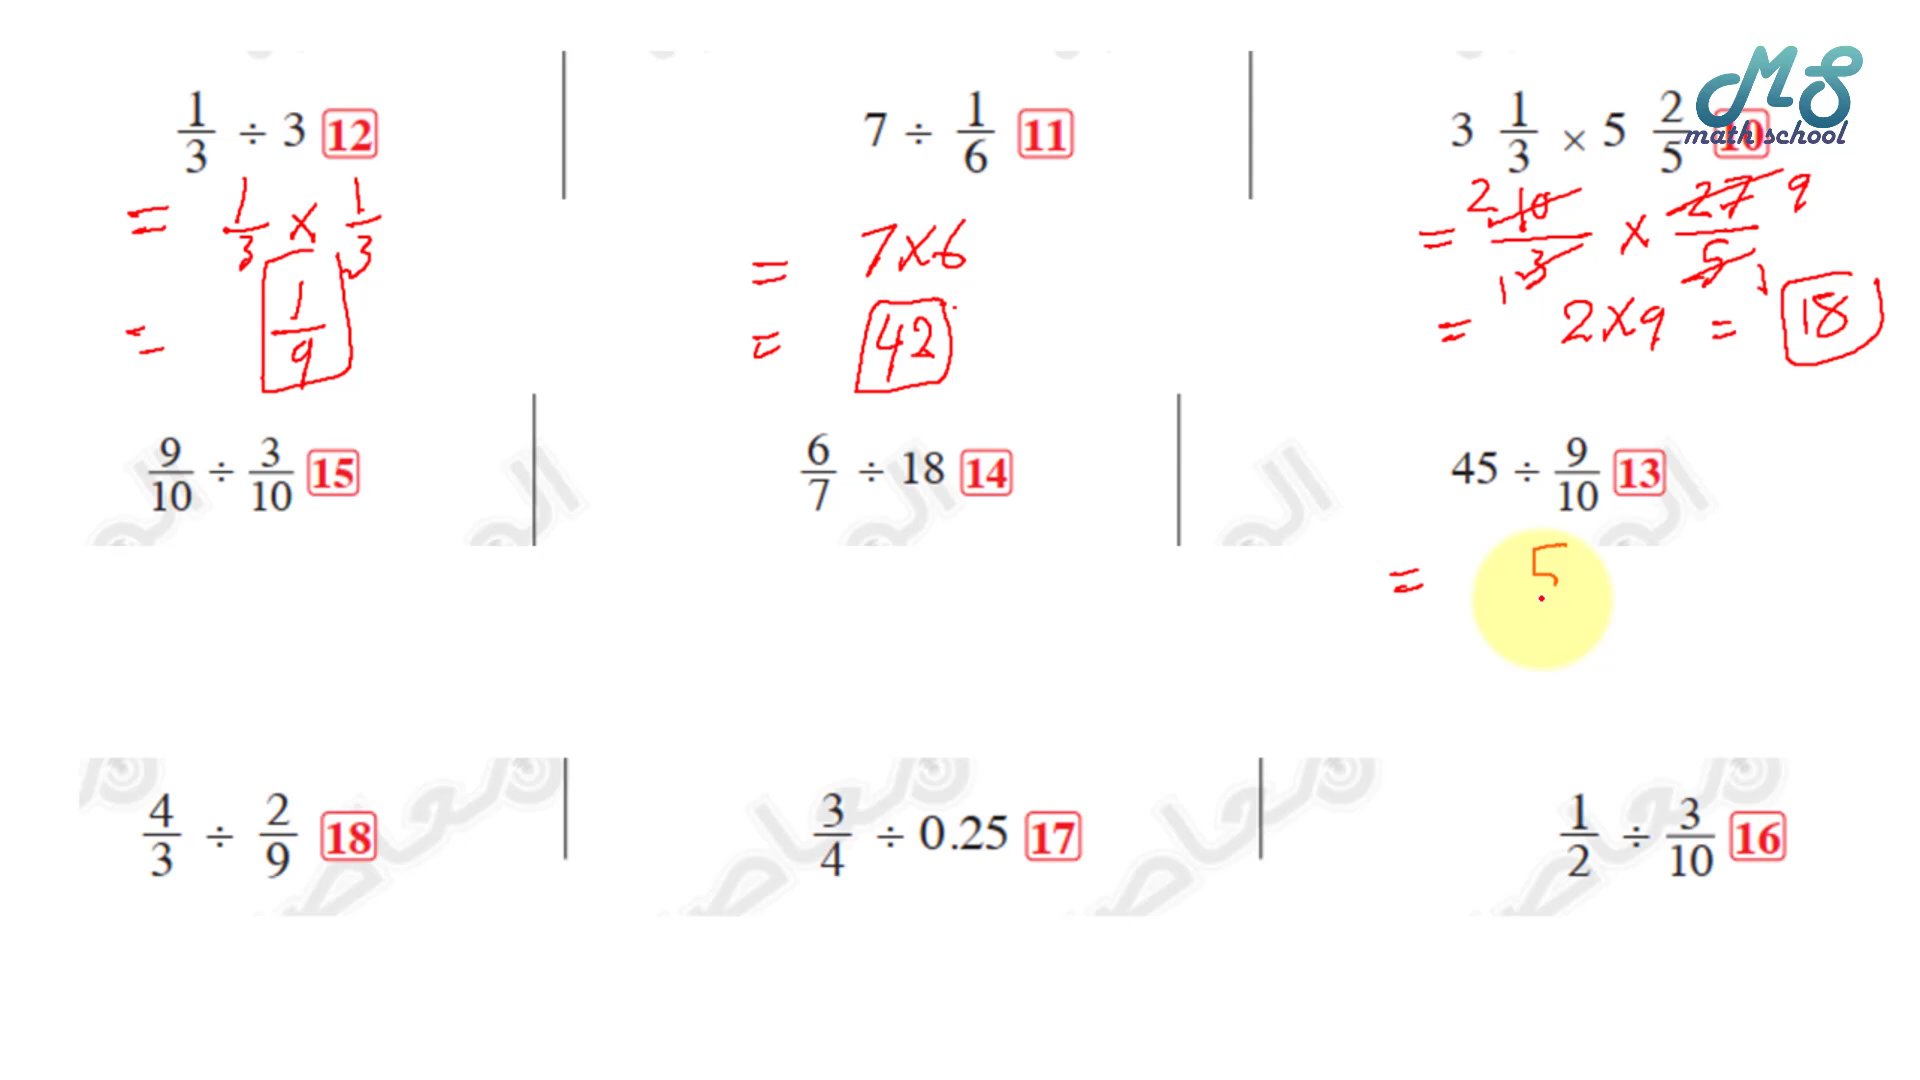 MS
math school
3 1/3 × 5 2/5 10
7 ÷ 1/6 11
1/3 ÷ 3 12
= 2 10/3 1 × 27/5 9 1
= 2×9 = 18
= 7×6
= 42
= 1/3 × 1/3
= 1/9
45 ÷ 9/10 13
6/7 ÷ 18 14
9/10 ÷ 3/10 15
= 5
1/2 ÷ 3/10 16
3/4 ÷ 0.25 17
4/3 ÷ 2/9 18